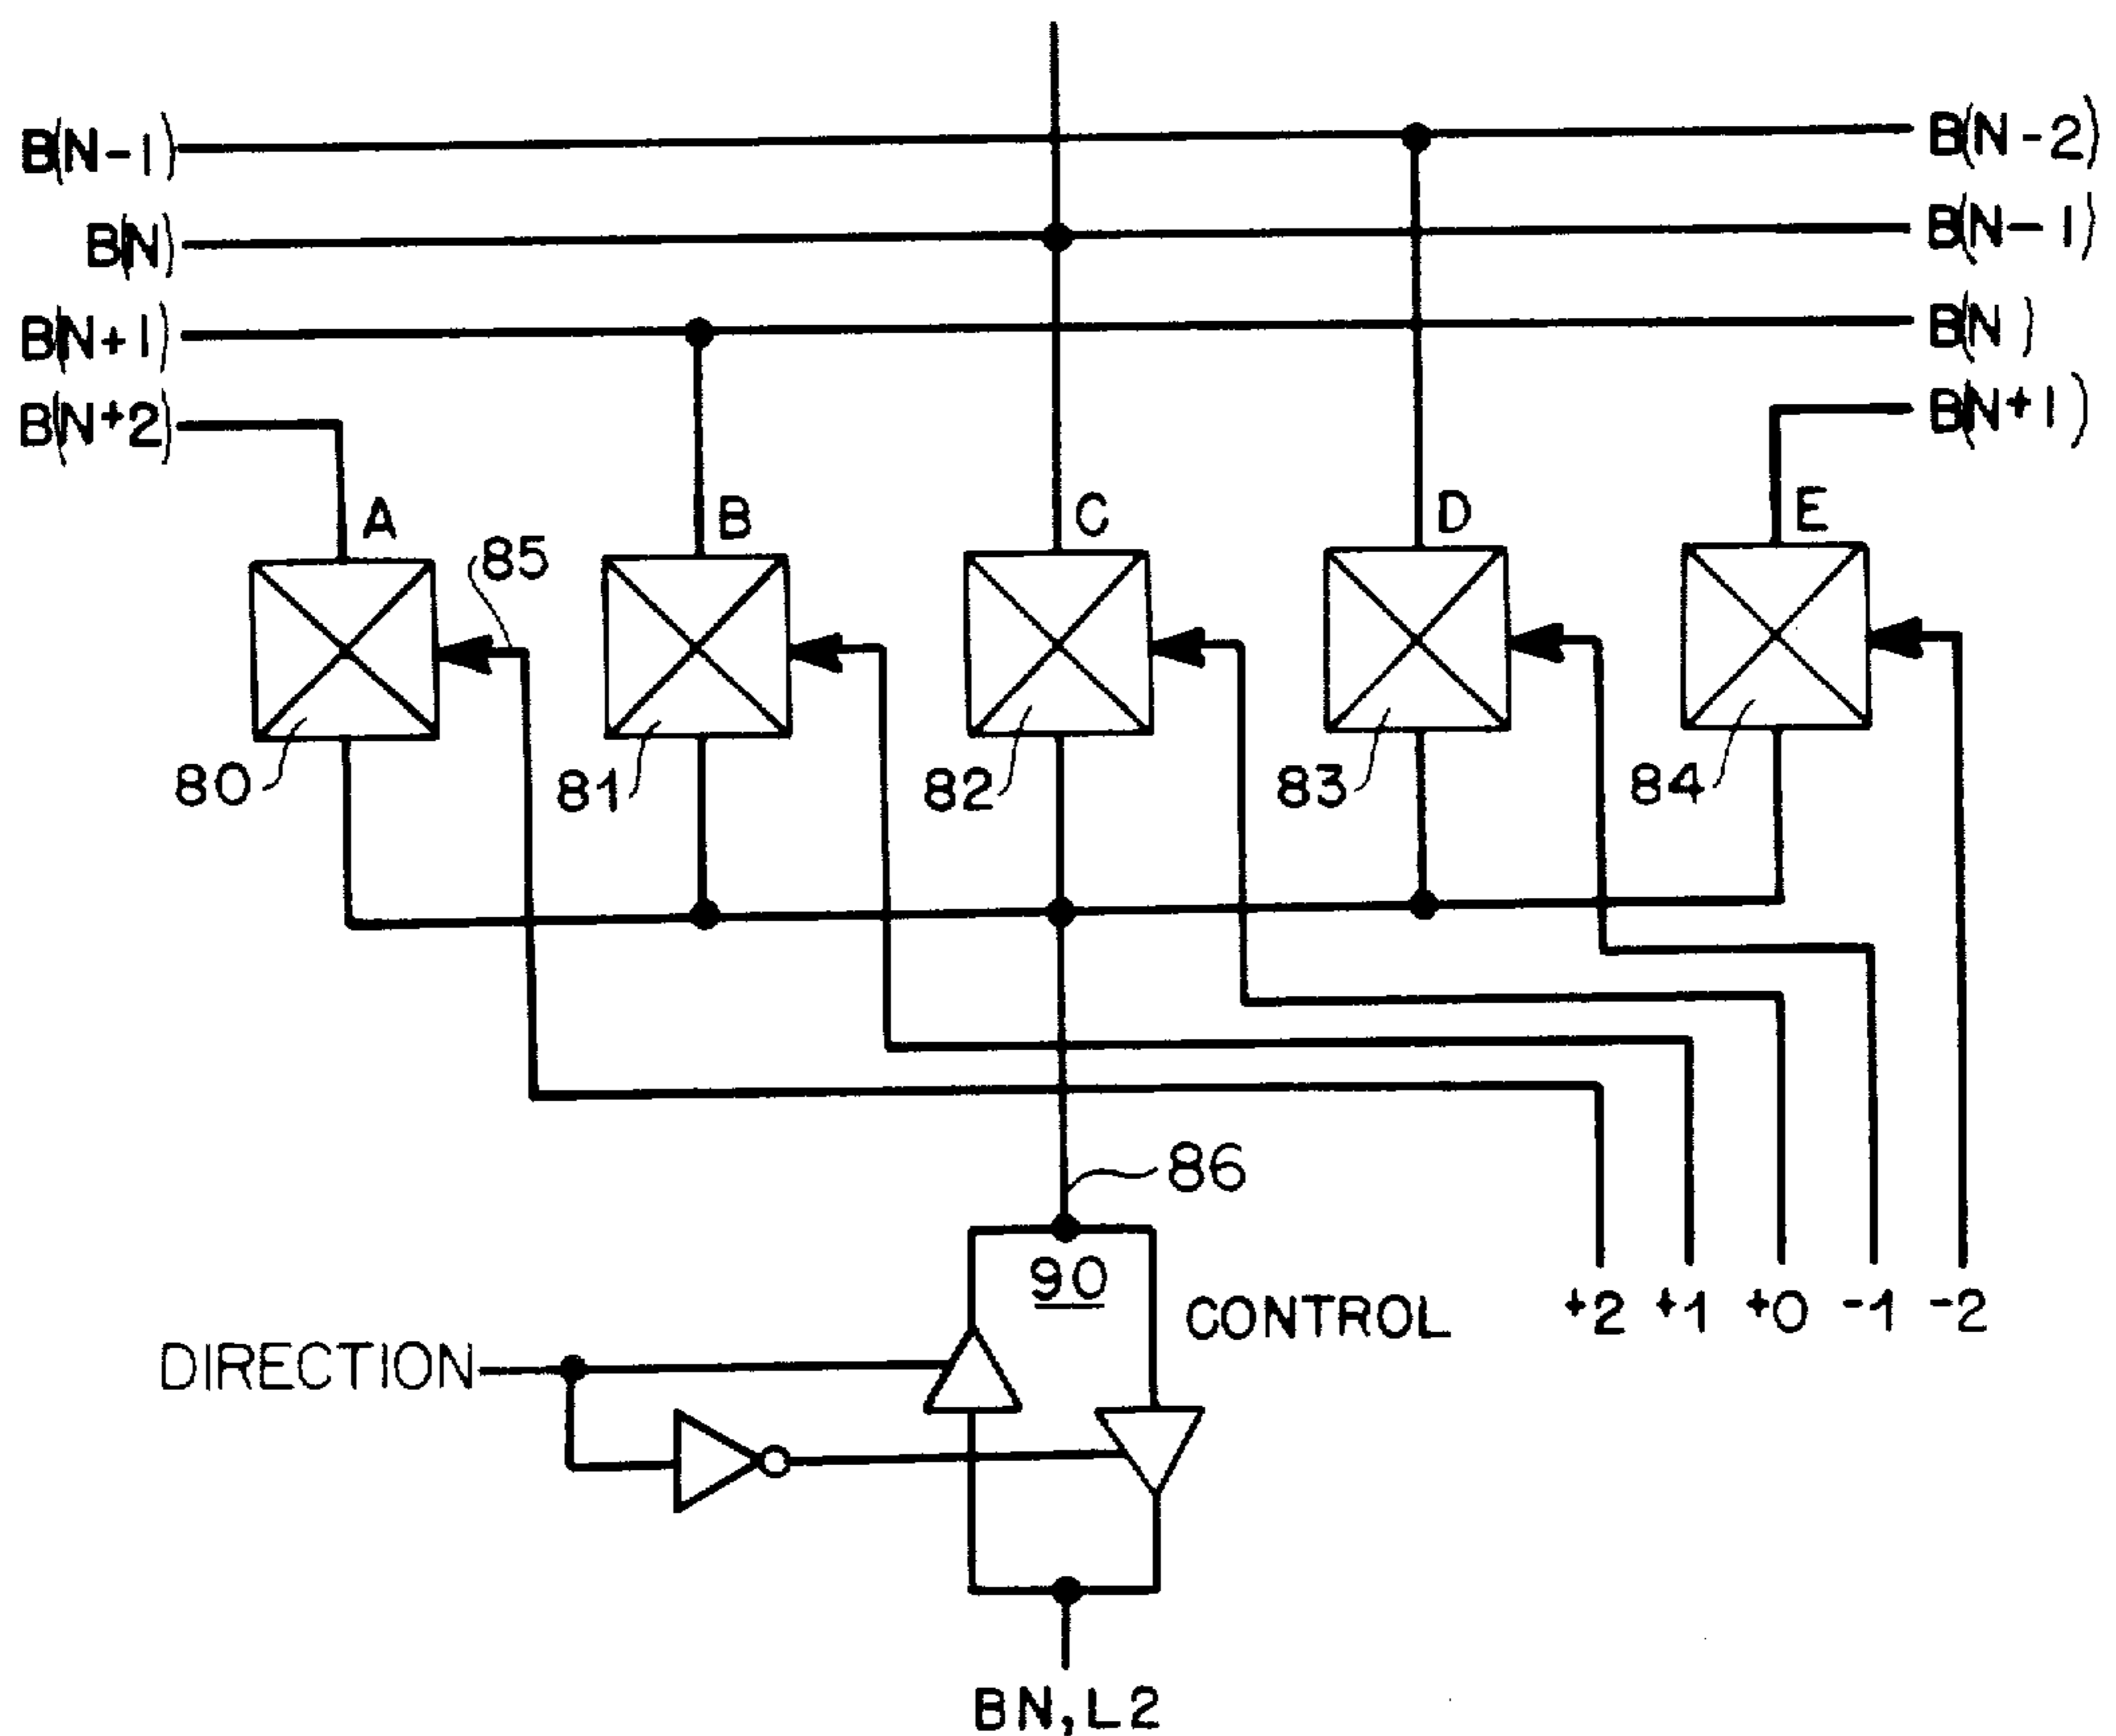 B(N-1) B(N-2)
B(N) B(N-1)
B(N+1) B(N)
B(N+2) B(N+1)
A B C D E
85
80 81 82 83 84
86
90
CONTROL +2 +1 +0 -1 -2
DIRECTION
BN,L2